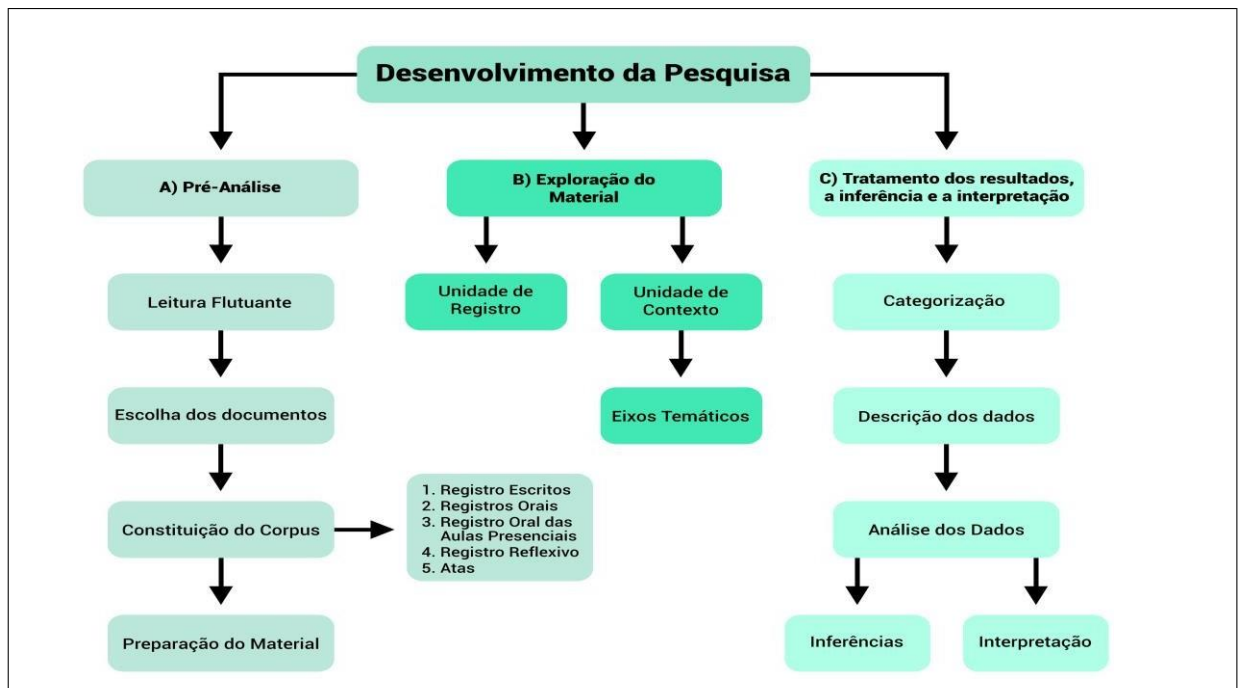 Desenvolvimento da Pesquisa
A) Pré-Análise
Leitura Flutuante
Escolha dos documentos
Constituição do Corpus
1. Registro Escritos
2. Registros Orais
3. Registro Oral das
Aulas Presenciais
4. Registro Reflexivo
5. Atas
Preparação do Material
B) Exploração do
Material
Unidade de
Registro
Unidade de
Contexto
Eixos Temáticos
C) Tratamento dos resultados,
a inferência e a interpretação
Categorização
Descrição dos dados
Análise dos Dados
Inferências
Interpretação